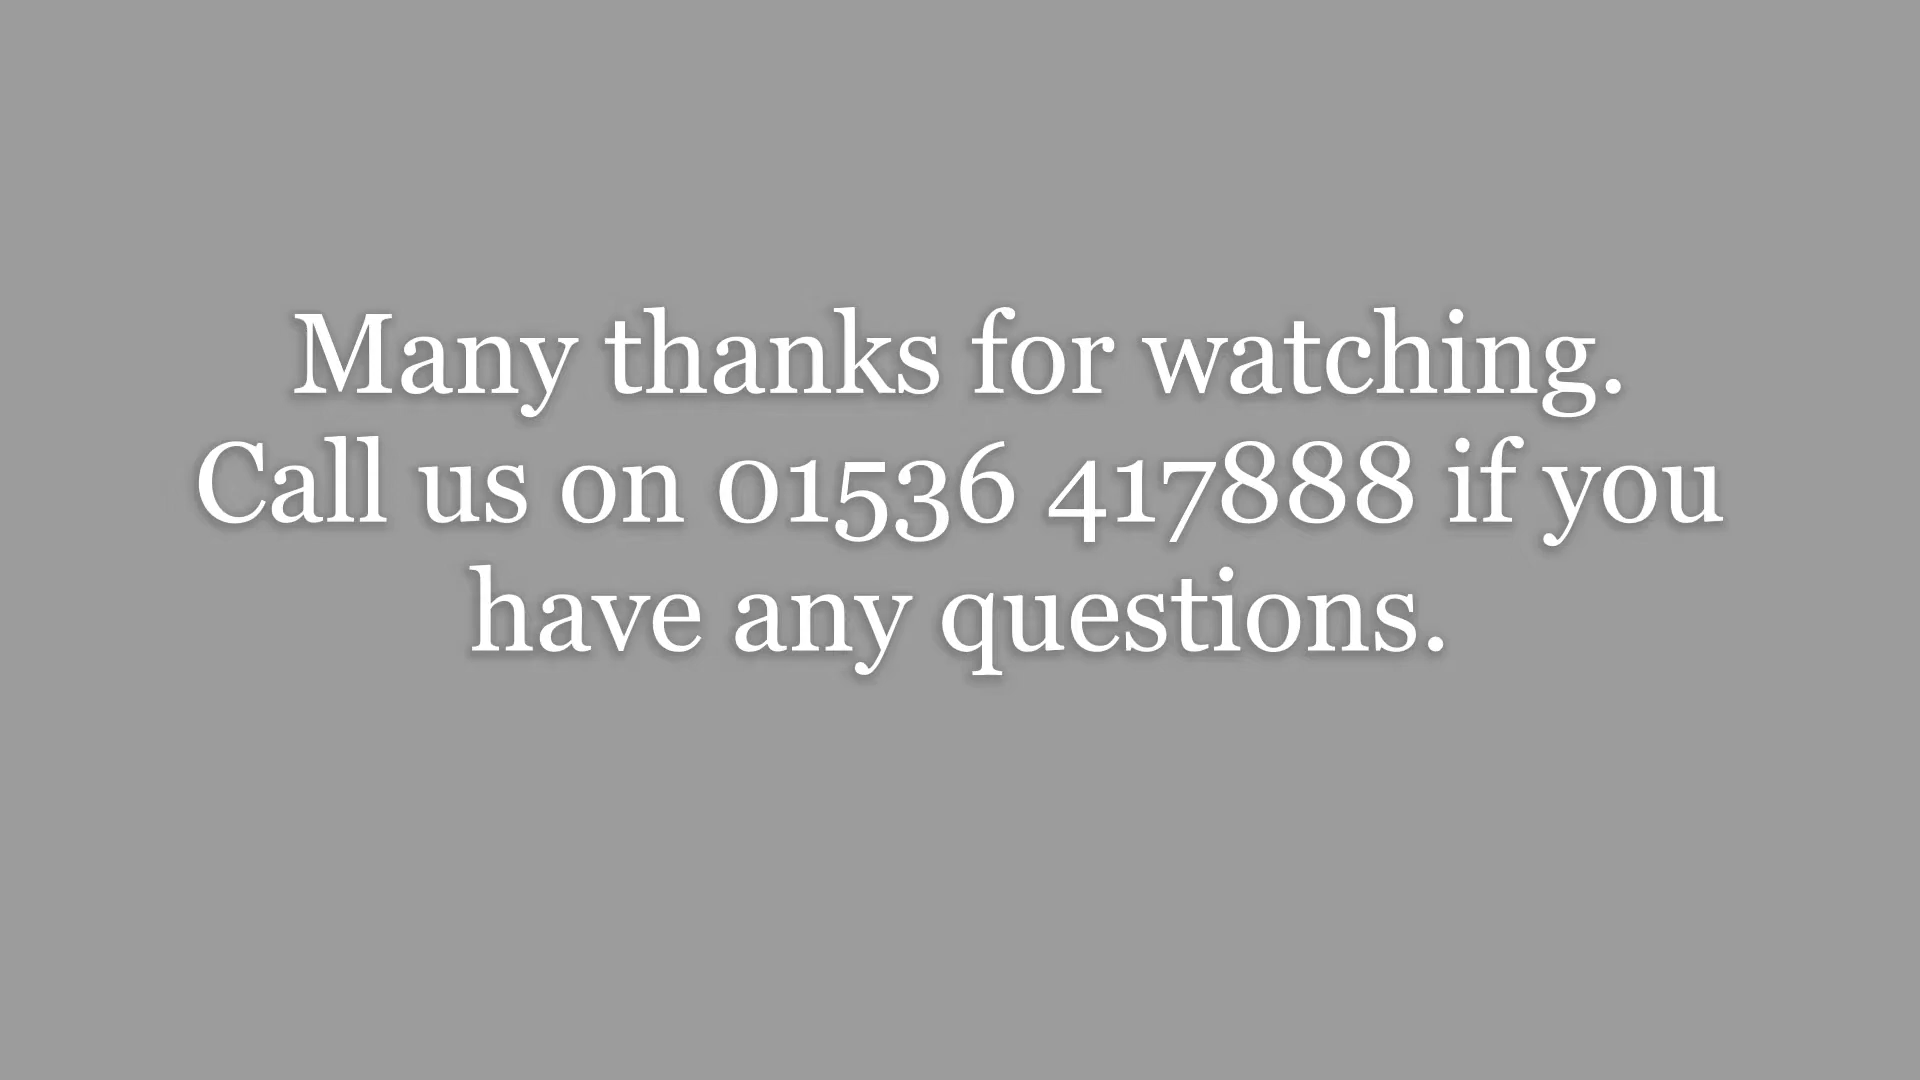 Many thanks for watching.
Call us on 01536 417888 if you
have any questions.